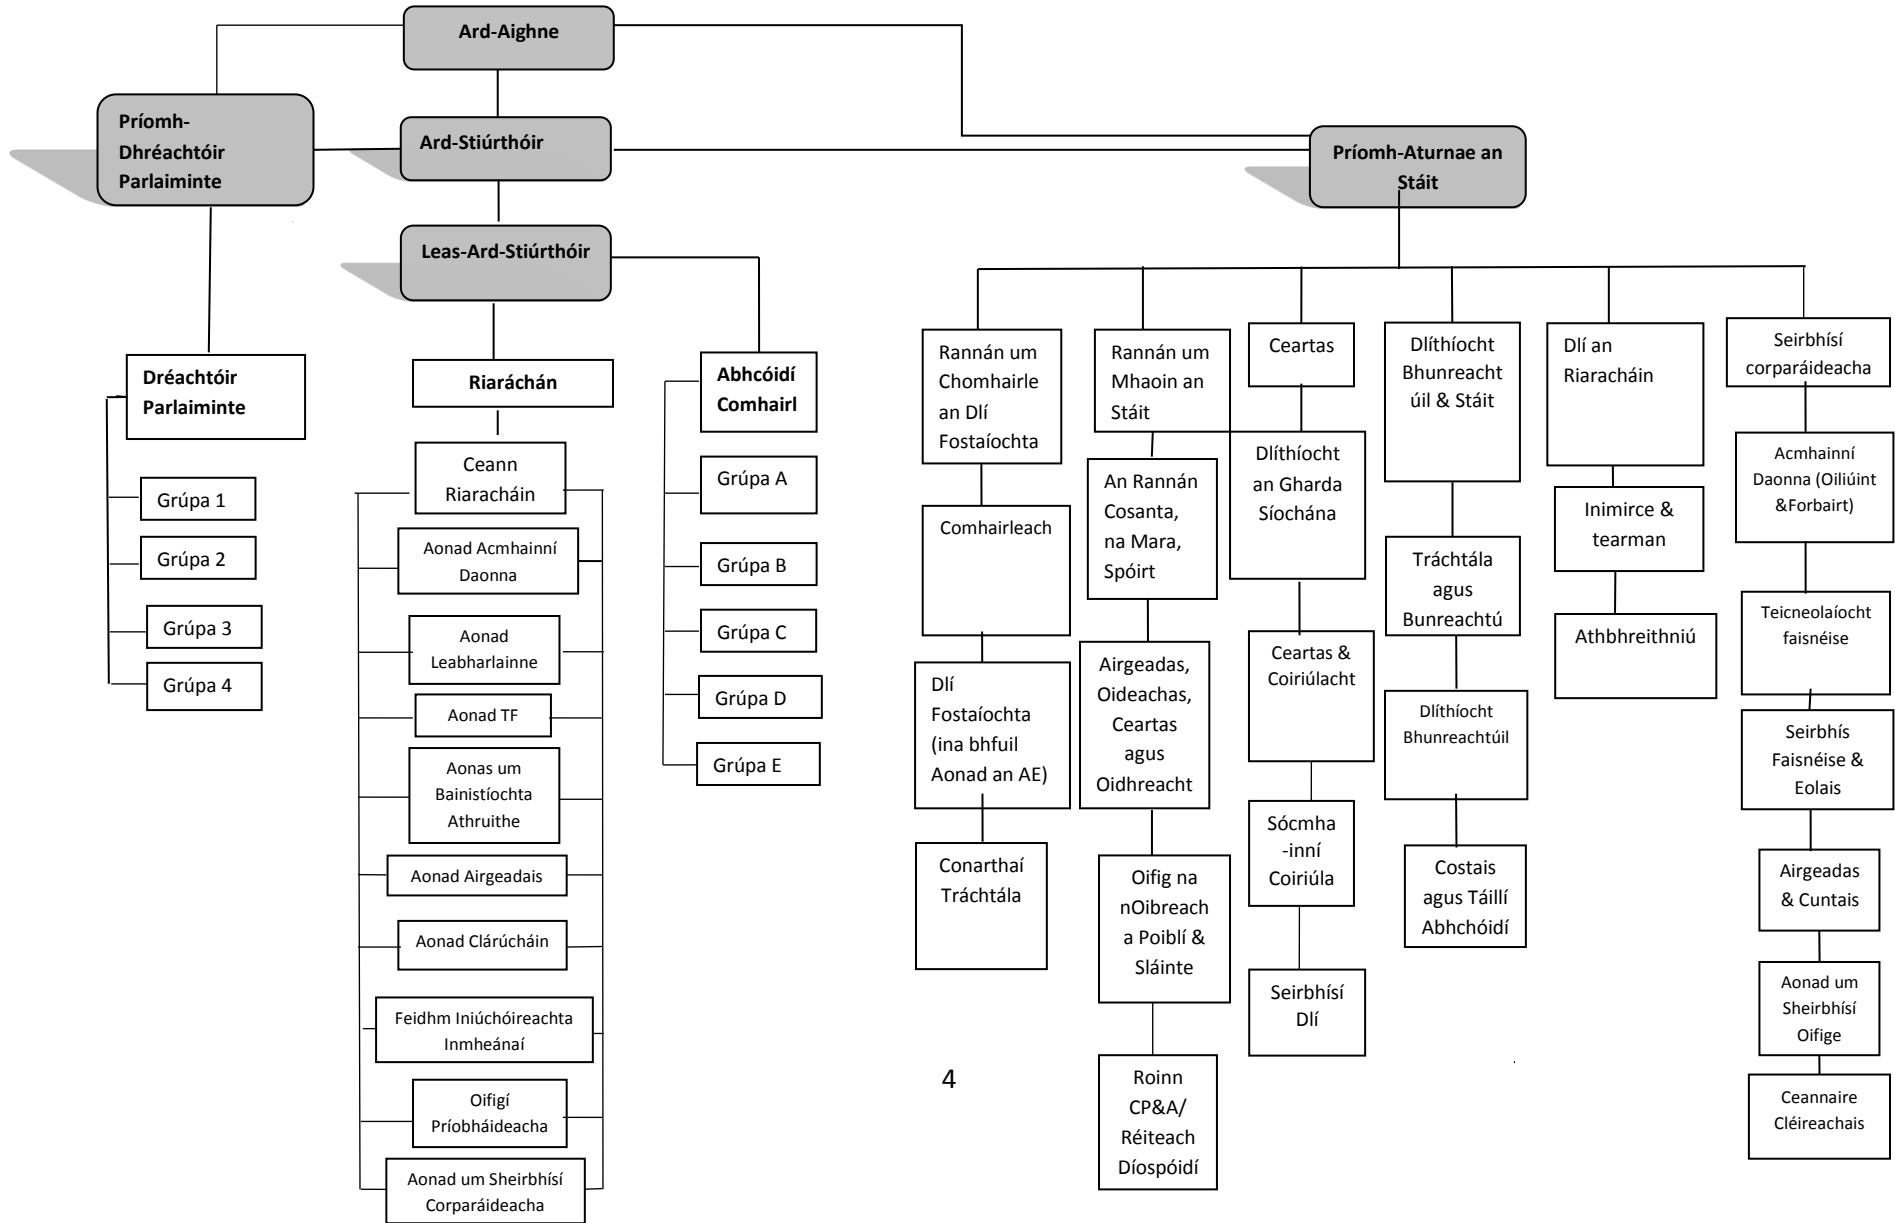 Ard-Aighne
Príomh-
Dhréachtóir
Parlaiminte
Ard-Stiúrthóir
Príomh-Aturnae an
Stáit
Leas-Ard-Stiúrthóir
Dréachtóir
Parlaiminte
Grúpa 1
Grúpa 2
Grúpa 3
Grúpa 4
Riaráchán
Ceann
Riaracháin
Aonad Acmhainní
Daonna
Aonad
Leabharlainne
Aonad TF
Aonas um
Bainistíochta
Athruithe
Aonad Airgeadais
Aonad Clárúcháin
Feidhm Iniúchóireachta
Inmheánaí
Oifigí
Príobháideacha
Aonad um Sheirbhísí
Corparáideacha
Abhcóidí
Comhairl
Grúpa A
Grúpa B
Grúpa C
Grúpa D
Grúpa E
Rannán um
Chomhairle
an Dlí
Fostaíochta
Comhairleach
Dlí
Fostaíochta
(ina bhfuil
Aonad an AE)
Conarthaí
Tráchtála
Rannán um
Mhaoin an
Stáit
An Rannán
Cosanta,
na Mara,
Spóirt
Airgeadas,
Oideachas,
Ceartas
agus
Oidhreacht
Oifig na
nOibreach
a Poiblí &
Sláinte
Roinn
CP&A/
Réiteach
Díospóidí
Ceartas
Dlíthíocht
an Gharda
Síochána
Ceartas &
Coiriúlacht
Sócmha
-inní
Coiriúla
Seirbhísí
Dlí
Dlíthíocht
Bhunreacht
úil & Stáit
Tráchtála
agus
Bunreachtú
Dlíthíocht
Bhunreachtúil
Costais
agus Táillí
Abhchóidí
Dlí an
Riaracháin
Inimirce &
tearman
Athbhreithniú
Seirbhísí
corparáideacha
Acmhainní
Daonna (Oiliúint
&Forbairt)
Teicneolaíocht
faisnéise
Seirbhís
Faisnéise &
Eolais
Airgeadas
& Cuntais
Aonad um
Sheirbhísí
Oifige
Ceannaire
Cléireachais
4